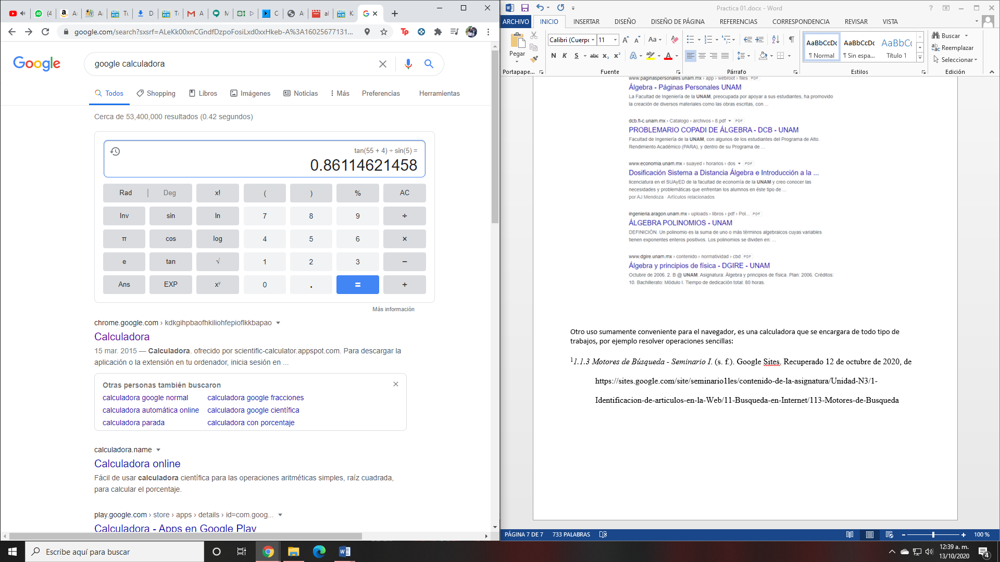 google.com/search?sxsrf=ALeKk00xnCGndfDzpoFosiLxd0xxHkeb-A%3A16025677131...
Google
google calculadora
Todos Shopping Libros Imágenes Noticias Más Preferencias Herramientas
Cerca de 53,400,000 resultados (0.42 segundos)
tan(55 + 4) ÷ sin(5) =
0.86114621458
Rad | Deg x! ( ) % AC
Inv sin ln 7 8 9 ÷
π cos log 4 5 6 ×
e tan √ 1 2 3 −
Ans EXP xʸ 0 . = +
Más información
chrome.google.com › kdkgihpbaofhkiliohfepioflkkbapao
Calculadora
15 mar. 2015 — Calculadora. ofrecido por scientific-calculator.appspot.com. Para descargar la
aplicación o la extensión en tu ordenador, inicia sesión en ...
Otras personas también buscaron
calculadora google normal calculadora google fracciones
calculadora automática online calculadora google científica
calculadora parada calculadora con porcentaje
calculadora.name
Calculadora online
Fácil de usar calculadora científica para las operaciones aritméticas simples, raíz cuadrada,
para calcular el porcentaje.
play.google.com › store › apps › details › id=com.goog...
Calculadora - Apps en Google Play
Practica 01.docx - Word
ARCHIVO INICIO INSERTAR DISEÑO DISEÑO DE PÁGINA REFERENCIAS CORRESPONDENCIA REVISAR VISTA
Calibri (Cuerpo 11
Pegar
N K S abc x₂ x²
AaBbCcDc AaBbCcDc AaBbCc
¶ Normal ¶ Sin espa... Título 1
Buscar
Reemplazar
Seleccionar
Portapape... Fuente Párrafo Estilos Edición
www.paginaspersonales.unam.mx › app › webroot › files PDF
Álgebra - Páginas Personales UNAM
La Facultad de Ingeniería de la UNAM, preocupada por apoyar a sus estudiantes, ha promovido
la creación de diversos materiales como las obras escritas, con ...
dcb.fi-c.unam.mx › Catalogo › archivos › 8.pdf PDF
PROBLEMARIO COPADI DE ÁLGEBRA - DCB - UNAM
Facultad de Ingeniería de la UNAM, con algunos de los estudiantes del Programa de Alto.
Rendimiento Académico (PARA), y dentro de su Programa de ...
www.economia.unam.mx › suayed › horarios › dos PDF
Dosificación Sistema a Distancia Álgebra e Introducción a la ...
licenciatura en el SUAyED de la facultad de economía de la UNAM y creo conocer las
necesidades y problemáticas que enfrentan los alumnos en éste tipo de ...
por AJ Mendoza · Artículos relacionados
ingenieria.aragon.unam.mx › uploads › libros › pdf › Pol... PDF
ÁLGEBRA POLINOMIOS - UNAM
DEFINICIÓN. Un polinomio es la suma de uno o más términos algebraicos cuyas variables
tienen exponentes enteros positivos. Los polinomios se dividen en: ...
www.dgire.unam.mx › contenido › normatividad › cbd PDF
Álgebra y principios de física - DGIRE - UNAM
Octubre de 2006. 2. B @ UNAM. Asignatura: Álgebra y principios de física. Plan: 2006. Créditos:
10. Bachillerato: Módulo I. Tiempo de dedicación total: 80 horas.
Otro uso sumamente conveniente para el navegador, es una calculadora que se encargara de todo tipo de
trabajos, por ejemplo resolver operaciones sencillas:
¹1.1.3 Motores de Búsqueda - Seminario I. (s. f.). Google Sites. Recuperado 12 de octubre de 2020, de
https://sites.google.com/site/seminario1les/contenido-de-la-asignatura/Unidad-N3/1-
Identificacion-de-articulos-en-la-Web/11-Busqueda-en-Internet/113-Motores-de-Busqueda
PÁGINA 7 DE 7 733 PALABRAS 100 %
Escribe aquí para buscar
12:39 a. m.
13/10/2020
4